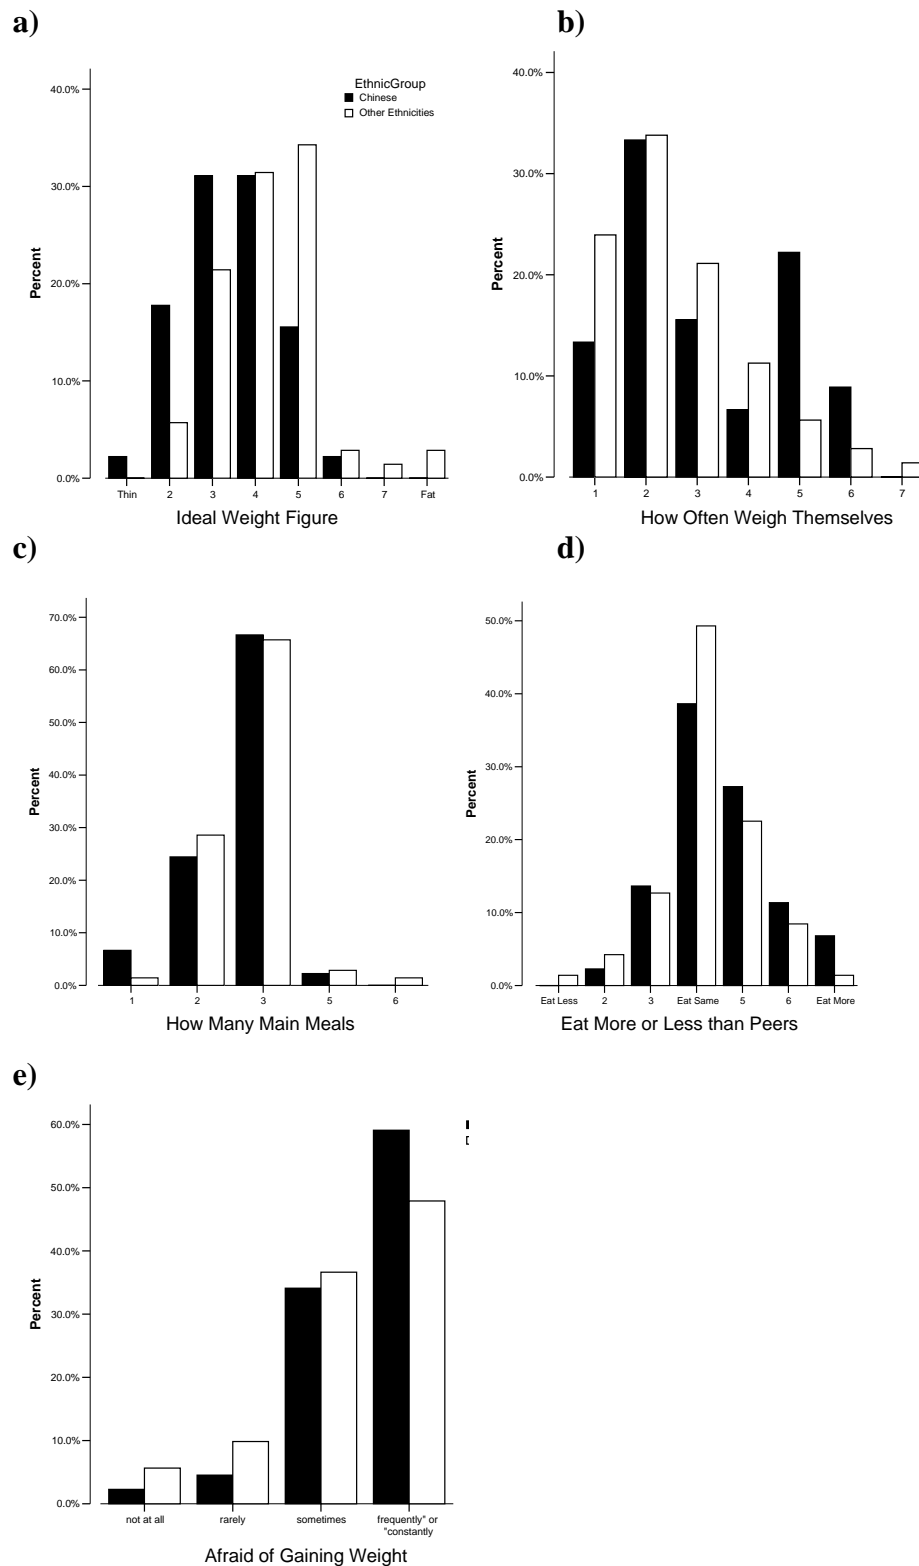 a)
40.0%
30.0%
20.0%
10.0%
0.0%
Percent
EthnicGroup
Chinese
Other Ethnicities
Thin 2 3 4 5 6 7 Fat
Ideal Weight Figure
b)
40.0%
30.0%
20.0%
10.0%
0.0%
Percent
1 2 3 4 5 6 7
How Often Weigh Themselves
c)
70.0%
60.0%
50.0%
40.0%
30.0%
20.0%
10.0%
0.0%
Percent
1 2 3 5 6
How Many Main Meals
d)
50.0%
40.0%
30.0%
20.0%
10.0%
0.0%
Percent
Eat Less 2 3 Eat Same 5 6 Eat More
Eat More or Less than Peers
e)
60.0%
50.0%
40.0%
30.0%
20.0%
10.0%
0.0%
Percent
not at all rarely sometimes frequently" or
"constantly
Afraid of Gaining Weight